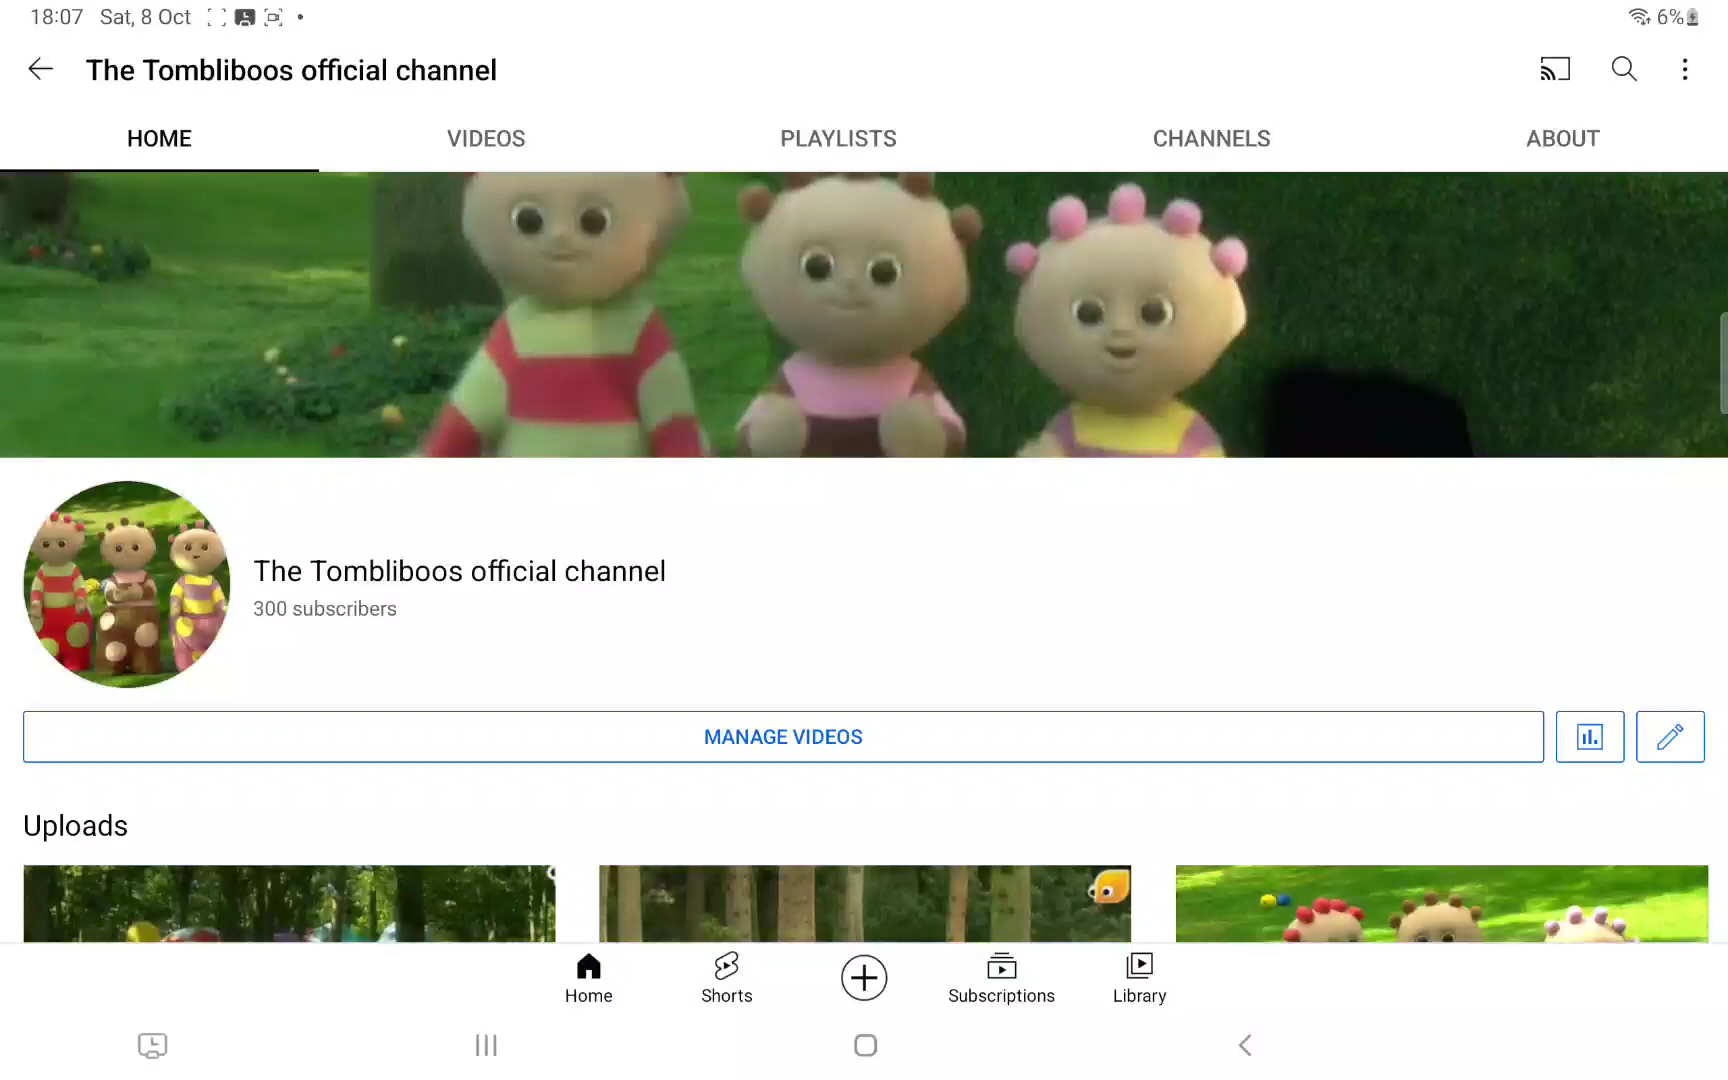 18:07 Sat, 8 Oct
6%
The Tombliboos official channel
HOME VIDEOS PLAYLISTS CHANNELS ABOUT
The Tombliboos official channel
300 subscribers
MANAGE VIDEOS
Uploads
Home Shorts Subscriptions Library